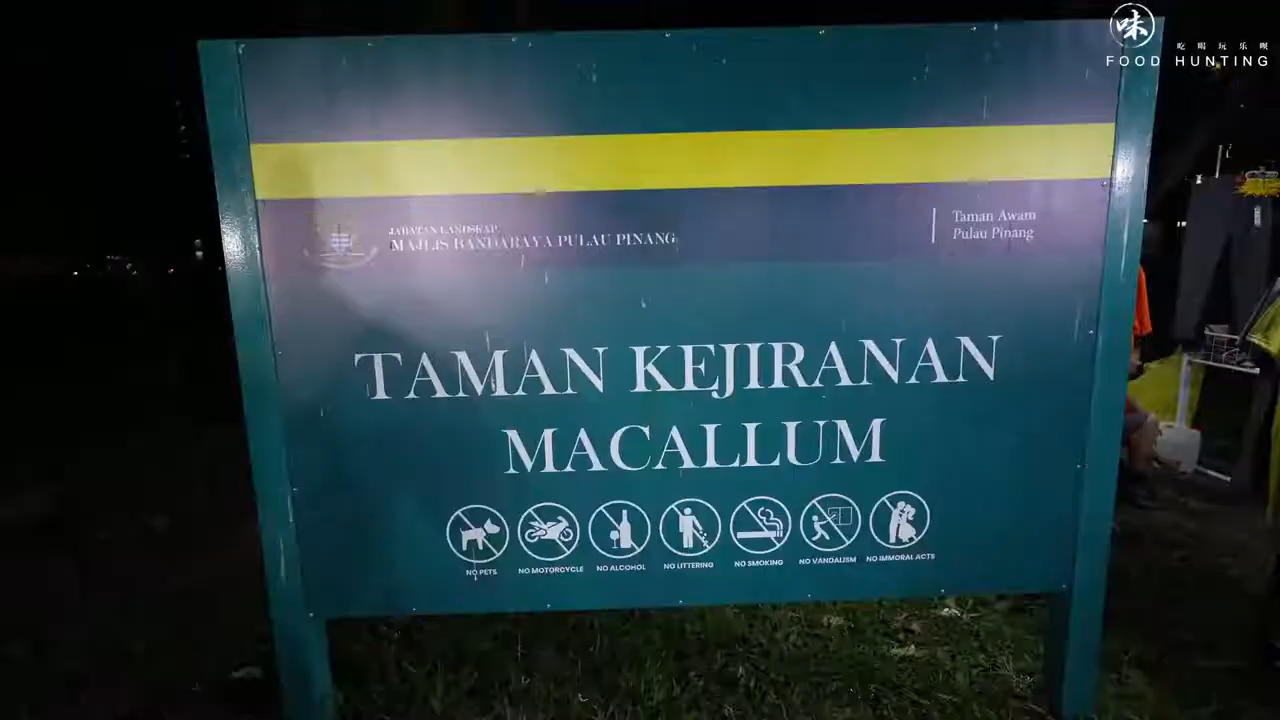 味
吃喝玩乐呗
FOOD HUNTING
JABATAN LANDSKAP,
MAJLIS BANDARAYA PULAU PINANG
Taman Awam
Pulau Pinang
TAMAN KEJIRANAN
MACALLUM
NO PETS
NO MOTORCYCLE
NO ALCOHOL
NO LITTERING
NO SMOKING
NO VANDALISM
NO IMMORAL ACTS